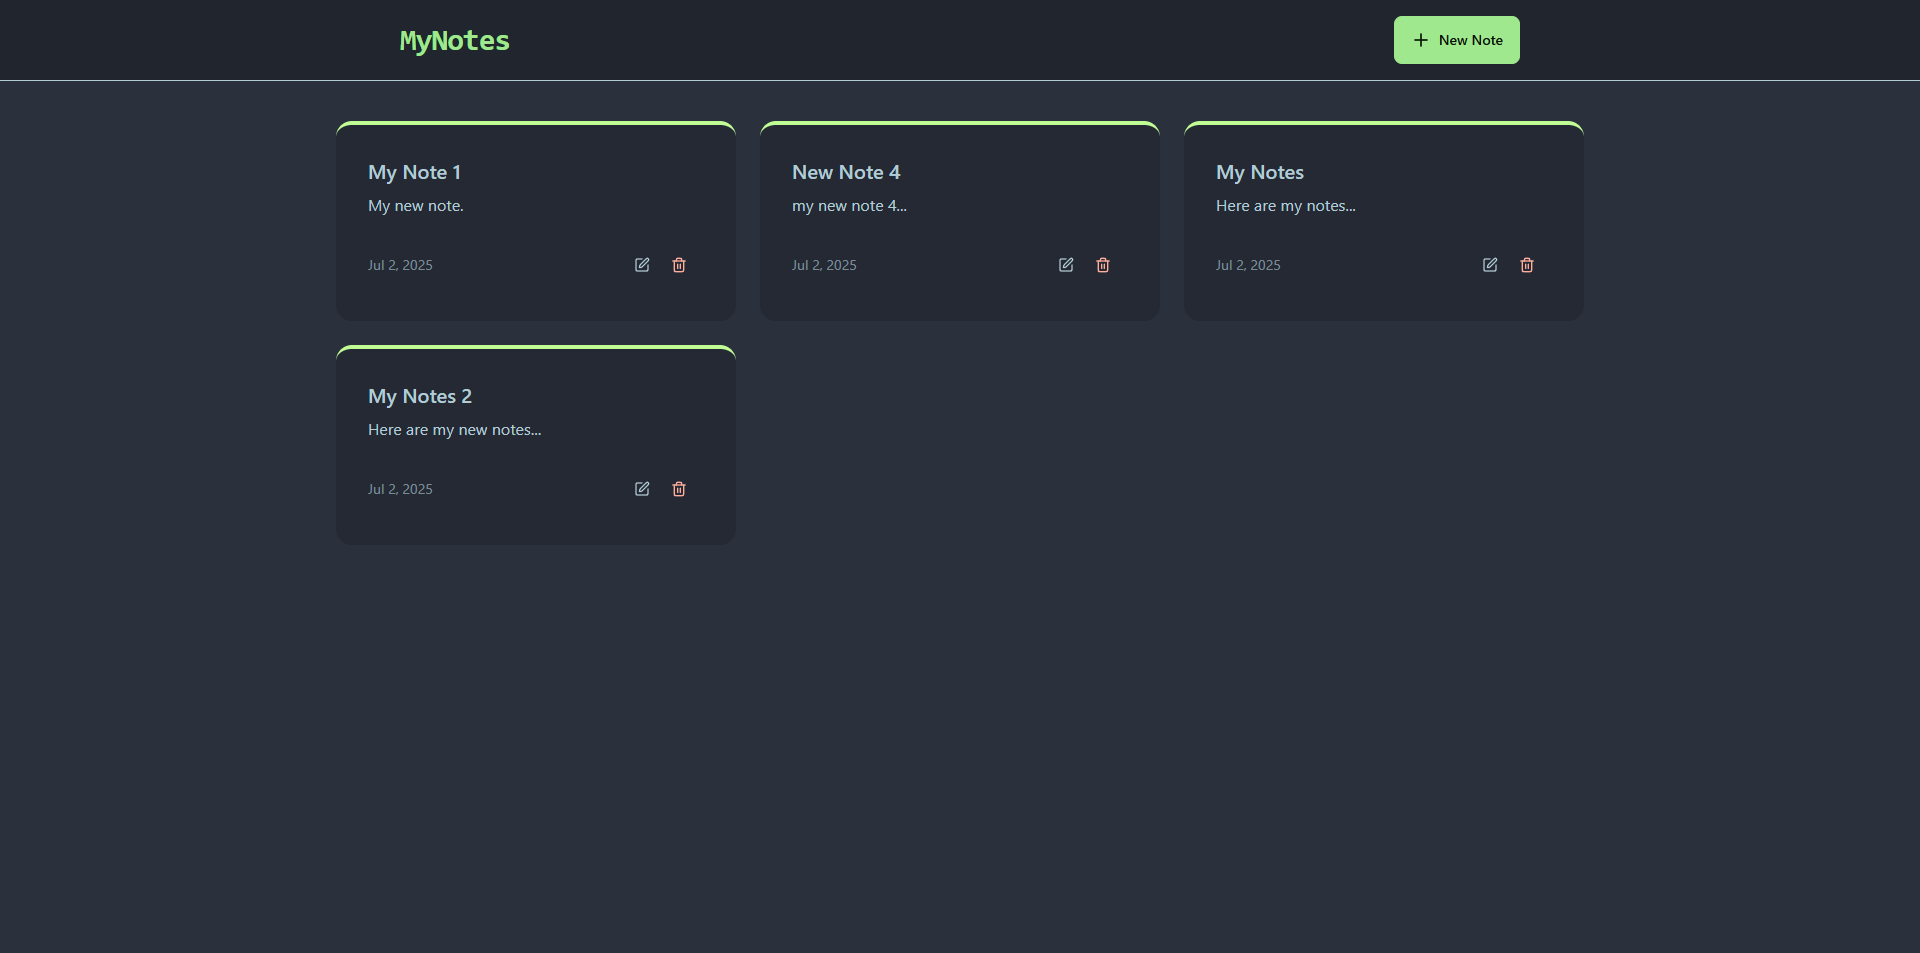 MyNotes
New Note
My Note 1
My new note.
Jul 2, 2025
New Note 4
my new note 4...
Jul 2, 2025
My Notes
Here are my notes...
Jul 2, 2025
My Notes 2
Here are my new notes...
Jul 2, 2025